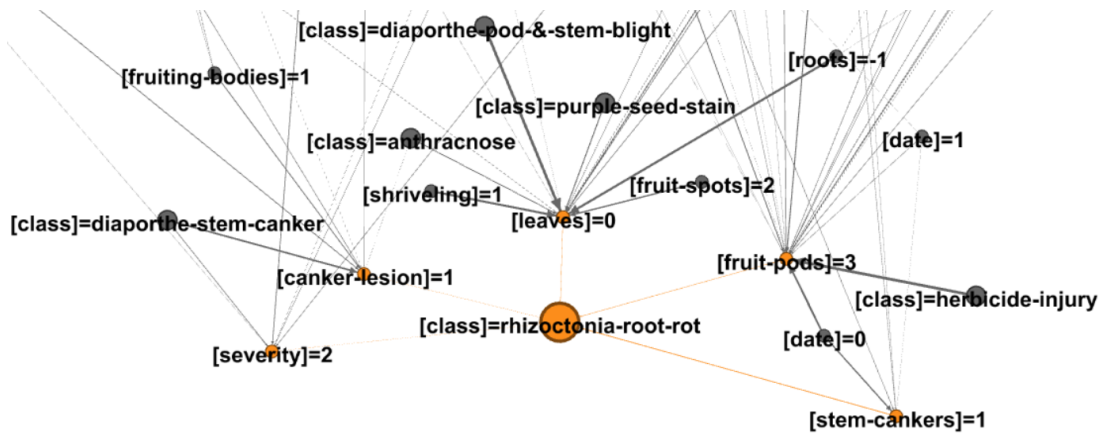 [class]=diaporthe-pod-&-stem-blight
[roots]=-1
[fruiting-bodies]=1
[class]=purple-seed-stain
[class]=anthracnose
[date]=1
[shriveling]=1
[fruit-spots]=2
[class]=diaporthe-stem-canker
[leaves]=0
[fruit-pods]=3
[canker-lesion]=1
[class]=herbicide-injury
[class]=rhizoctonia-root-rot
[date]=0
[severity]=2
[stem-cankers]=1